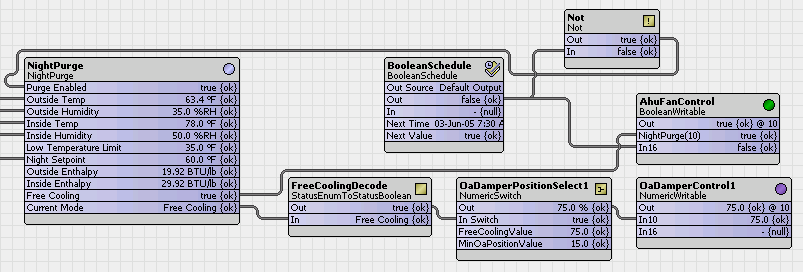 Not
Not
Out true {ok}
In false {ok}
NightPurge
NightPurge
Purge Enabled true {ok}
Outside Temp 63.4 ºF {ok}
Outside Humidity 35.0 %RH {ok}
Inside Temp 78.0 ºF {ok}
Inside Humidity 50.0 %RH {ok}
Low Temperature Limit 35.0 ºF {ok}
Night Setpoint 60.0 ºF {ok}
Outside Enthalpy 19.92 BTU/lb {ok}
Inside Enthalpy 29.92 BTU/lb {ok}
Free Cooling true {ok}
Current Mode Free Cooling {ok}
BooleanSchedule
BooleanSchedule
Out Source Default Output
Out false {ok}
In - {null}
Next Time 03-Jun-05 7:30 A
Next Value true {ok}
AhuFanControl
BooleanWritable
Out true {ok} @ 10
NightPurge(10) true {ok}
In16 false {ok}
FreeCoolingDecode
StatusEnumToStatusBoolean
Out true {ok}
In Free Cooling {ok}
OaDamperPositionSelect1
NumericSwitch
Out 75.0 % {ok}
In Switch true {ok}
FreeCoolingValue 75.0 {ok}
MinOaPositionValue 15.0 {ok}
OaDamperControl1
NumericWritable
Out 75.0 {ok} @ 10
In10 75.0 {ok}
In16 - {null}